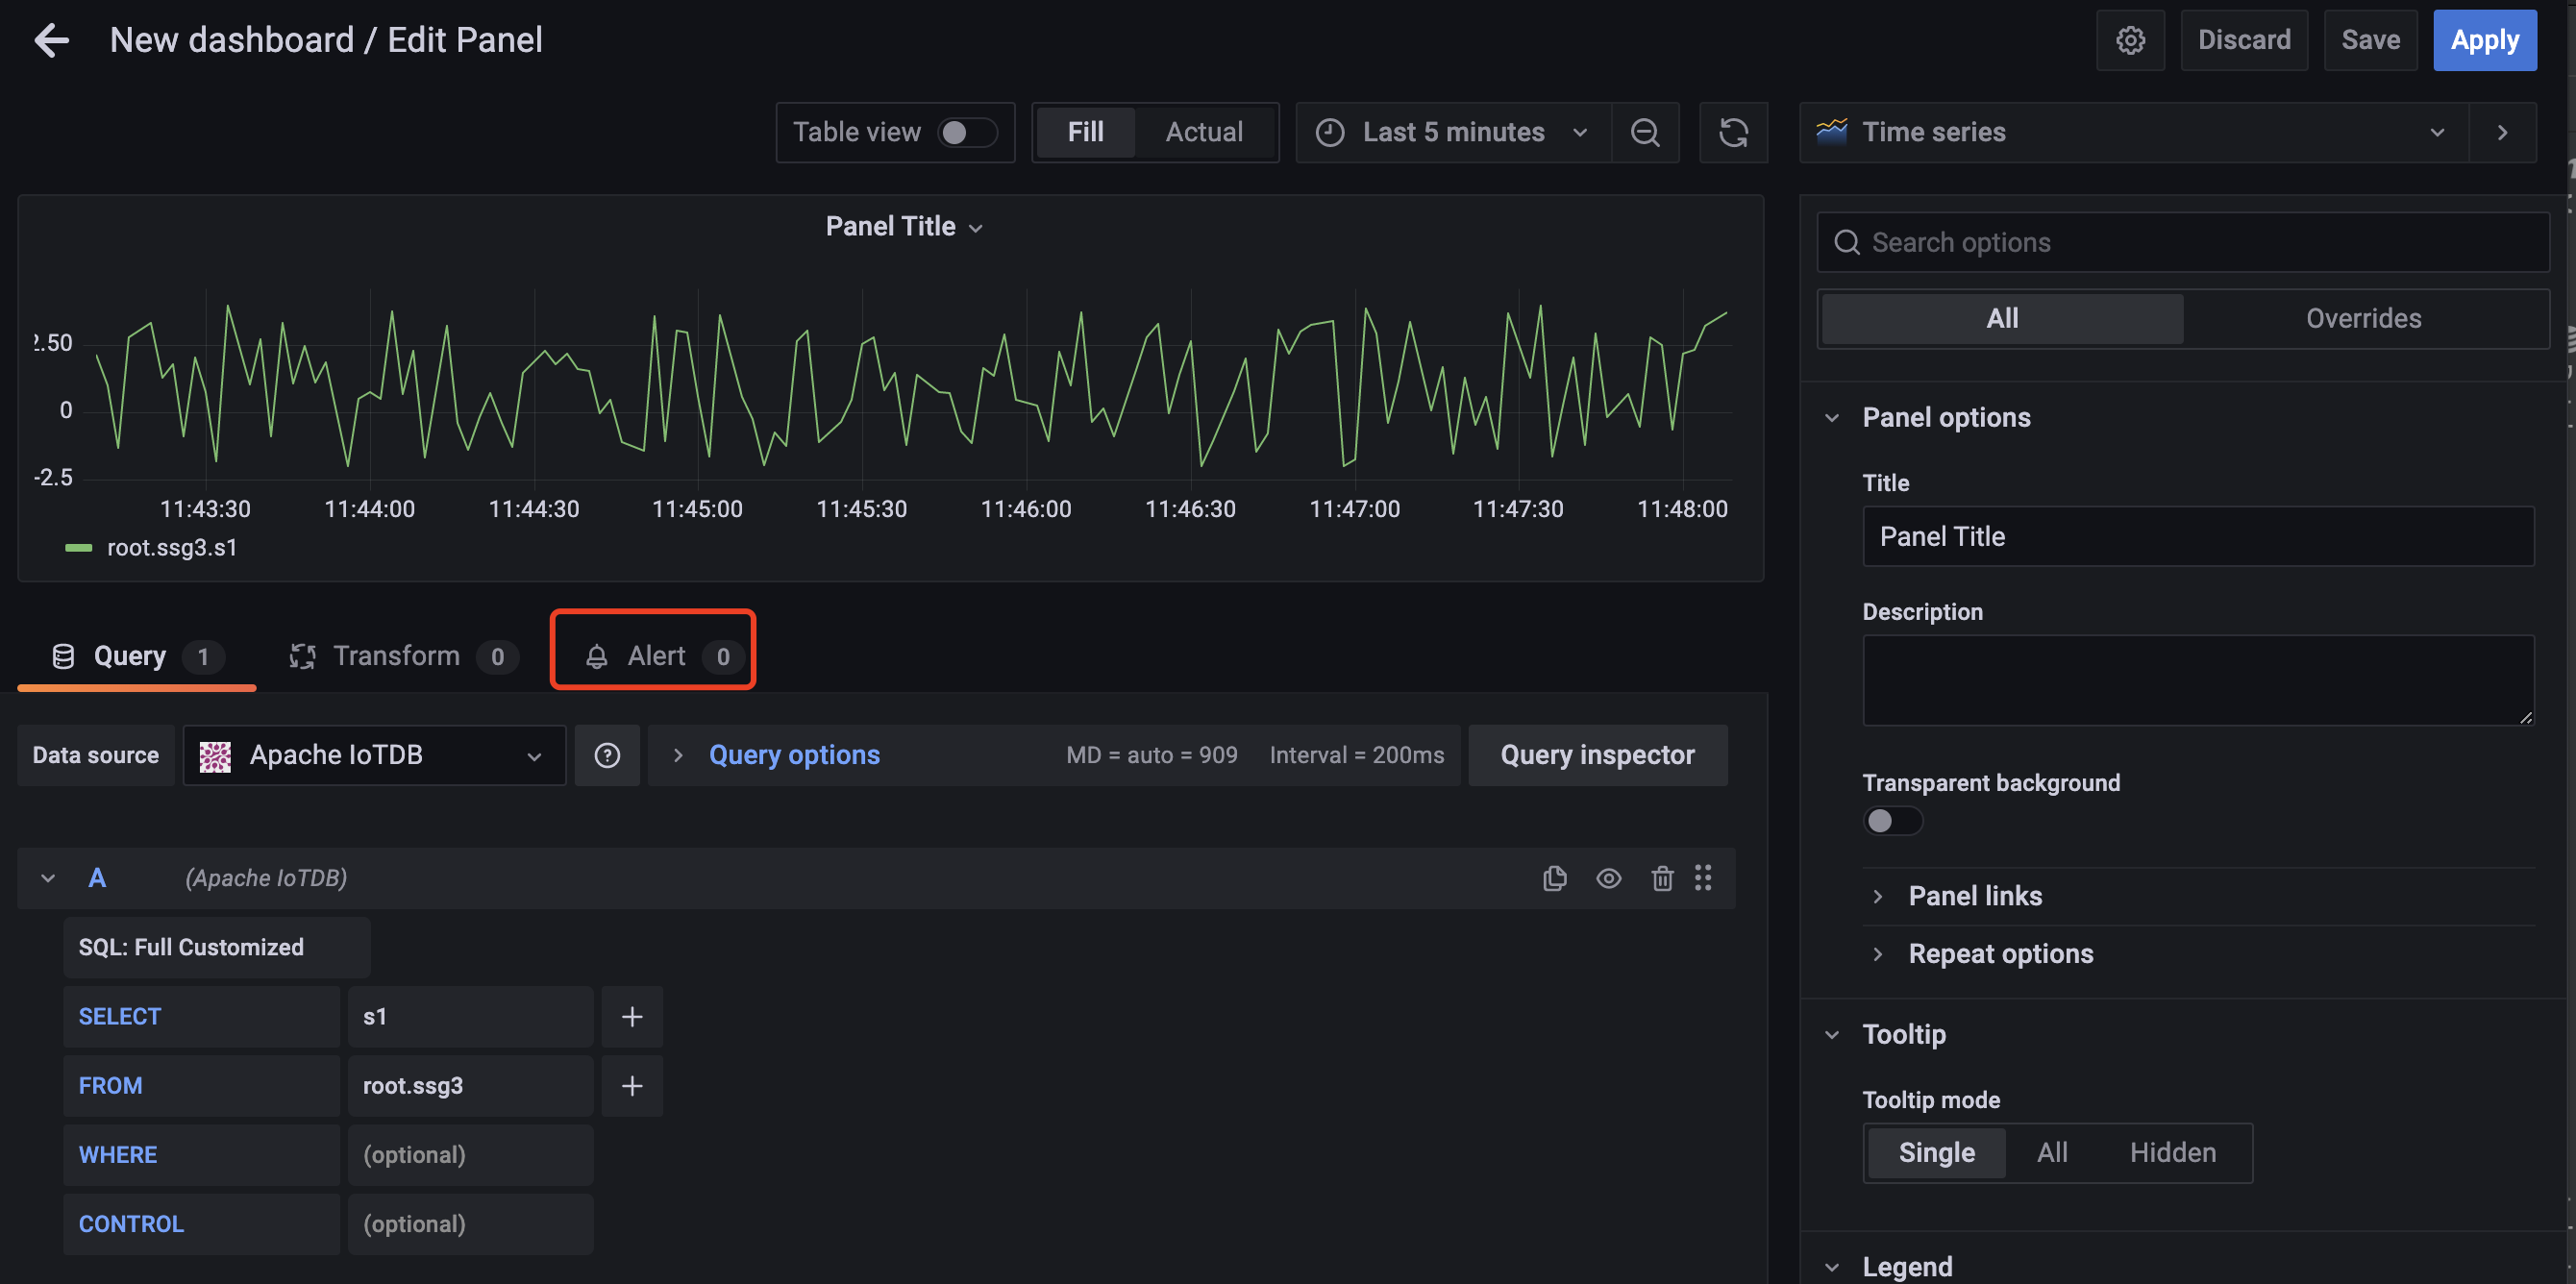 New dashboard / Edit Panel
Discard
Save
Apply
Table view
Fill
Actual
Last 5 minutes
Time series
Panel Title
2.50
0
-2.5
11:43:30 11:44:00 11:44:30 11:45:00 11:45:30 11:46:00 11:46:30 11:47:00 11:47:30 11:48:00
root.ssg3.s1
Query 1
Transform 0
Alert 0
Data source
Apache IoTDB
Query options
MD = auto = 909
Interval = 200ms
Query inspector
A
(Apache IoTDB)
SQL: Full Customized
SELECT
s1
+
FROM
root.ssg3
+
WHERE
(optional)
CONTROL
(optional)
Search options
All
Overrides
Panel options
Title
Panel Title
Description
Transparent background
Panel links
Repeat options
Tooltip
Tooltip mode
Single
All
Hidden
Legend